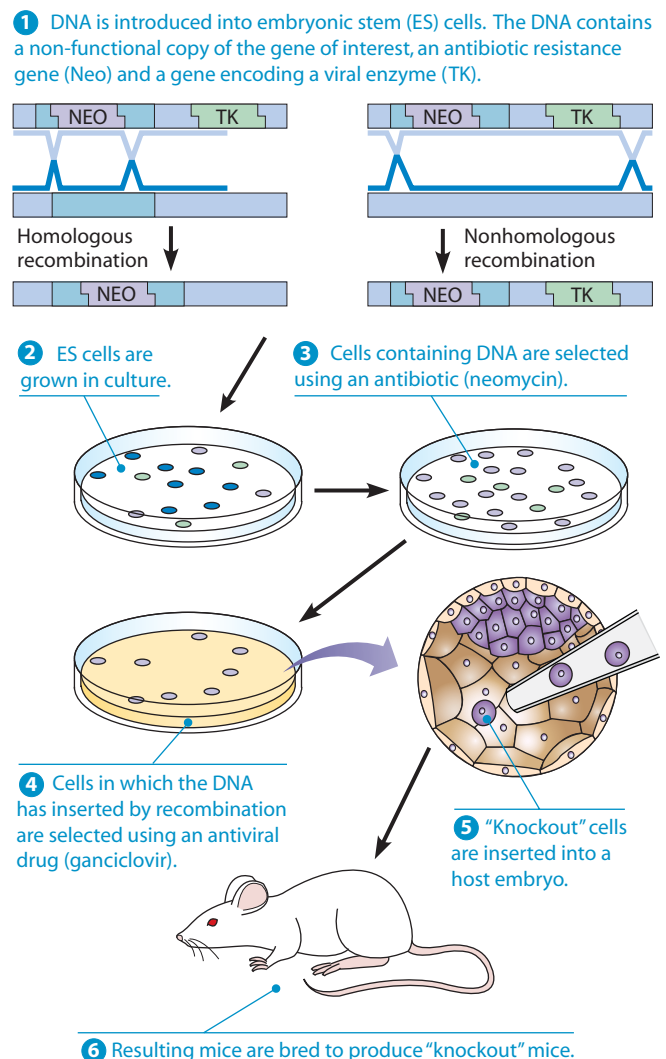 1 DNA is introduced into embryonic stem (ES) cells. The DNA contains
a non-functional copy of the gene of interest, an antibiotic resistance
gene (Neo) and a gene encoding a viral enzyme (TK).
NEO TK NEO TK
Homologous
recombination
Nonhomologous
recombination
NEO NEO TK
2 ES cells are
grown in culture.
3 Cells containing DNA are selected
using an antibiotic (neomycin).
4 Cells in which the DNA
has inserted by recombination
are selected using an antiviral
drug (ganciclovir).
5 “Knockout” cells
are inserted into a
host embryo.
6 Resulting mice are bred to produce “knockout” mice.